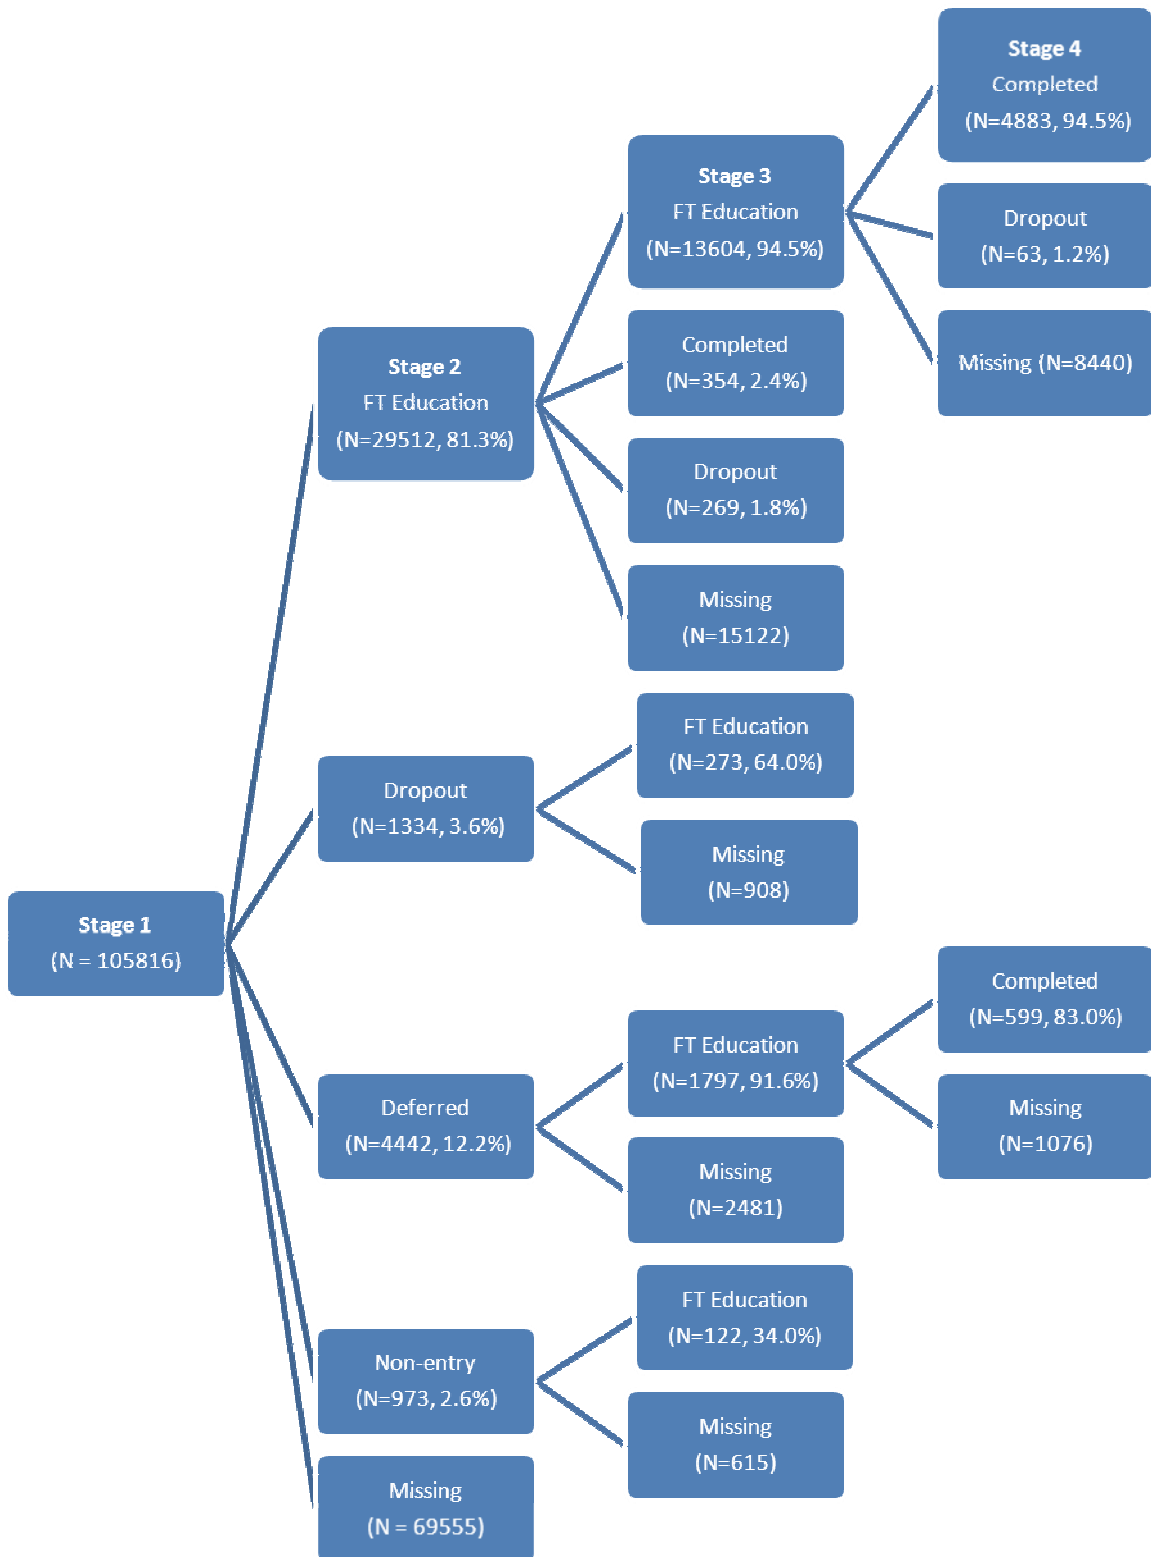 Stage 1
(N = 105816)
Stage 2
FT Education
(N=29512, 81.3%)
Dropout
(N=1334, 3.6%)
Deferred
(N=4442, 12.2%)
Non-entry
(N=973, 2.6%)
Missing
(N = 69555)
Stage 3
FT Education
(N=13604, 94.5%)
Completed
(N=354, 2.4%)
Dropout
(N=269, 1.8%)
Missing
(N=15122)
FT Education
(N=273, 64.0%)
Missing
(N=908)
FT Education
(N=1797, 91.6%)
Missing
(N=2481)
FT Education
(N=122, 34.0%)
Missing
(N=615)
Stage 4
Completed
(N=4883, 94.5%)
Dropout
(N=63, 1.2%)
Missing (N=8440)
Completed
(N=599, 83.0%)
Missing
(N=1076)